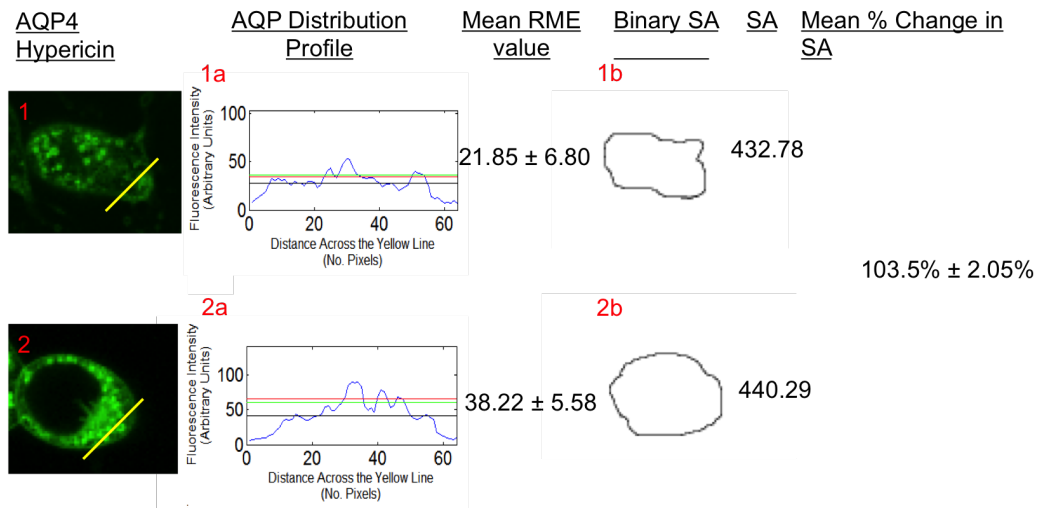 AQP4 Hypericin
AQP Distribution Profile
Mean RME value
Binary SA
SA
Mean % Change in SA
1
1a
Fluorescence Intensity
(Arbitrary Units)
100
50
0
0 20 40 60
Distance Across the Yellow Line
(No. Pixels)
21.85 ± 6.80
1b
432.78
103.5% ± 2.05%
2
2a
Fluorescence Intensity
(Arbitrary Units)
100
50
0
0 20 40 60
Distance Across the Yellow Line
(No. Pixels)
38.22 ± 5.58
2b
440.29